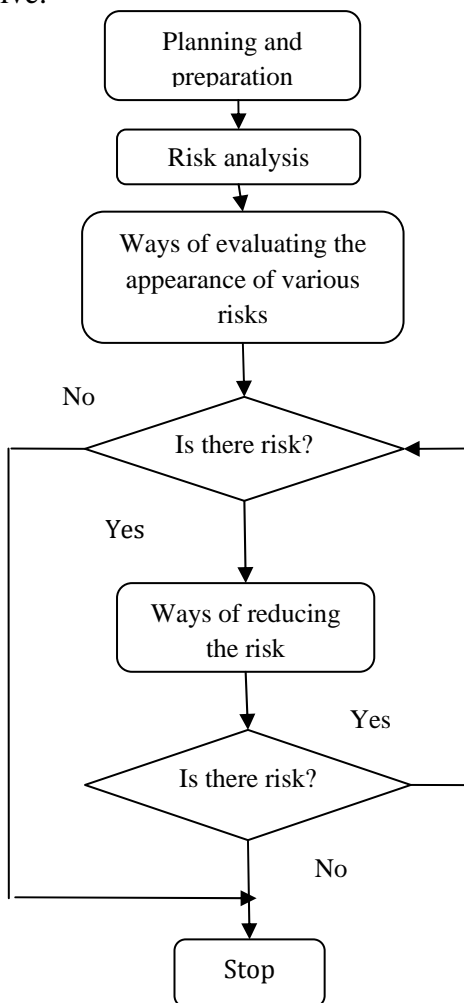 Planning and
preparation
Risk analysis
Ways of evaluating the
appearance of various
risks
No
Is there risk?
Yes
Ways of reducing
the risk
Yes
Is there risk?
No
Stop